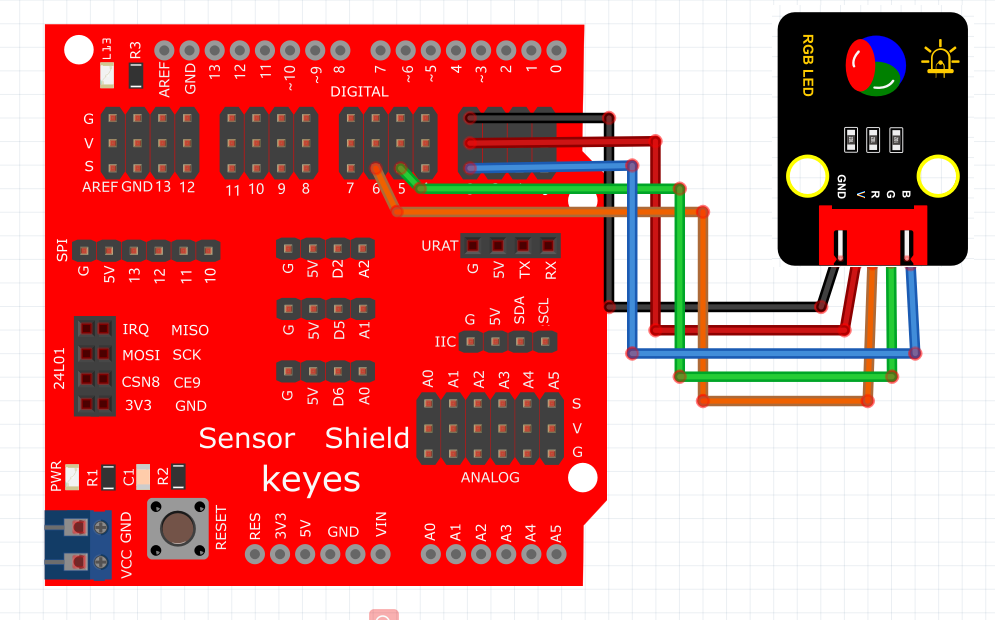 L13 R3 AREF GND 13 12 11 ~10 ~9 8 7 ~6 ~5 4 ~3 2 1 0
DIGITAL
G
V
S
AREF GND 13 12 11 10 9 8 7 6 5 4
SPI G 5V 13 12 11 10
G 5V D2 A2
URAT G 5V TX RX
G 5V D5 A1
IIC G 5V SDA SCL
24L01
IRQ MISO
MOSI SCK
CSN8 CE9
3V3 GND
G 5V D6 A0
A0 A1 A2 A3 A4 A5
S
V
G
ANALOG
Sensor Shield
keyes
PWR R1 C1 R2
RESET
VCC GND
RES 3V3 5V GND VIN
A0 A1 A2 A3 A4 A5
RGB LED
GND V R G B